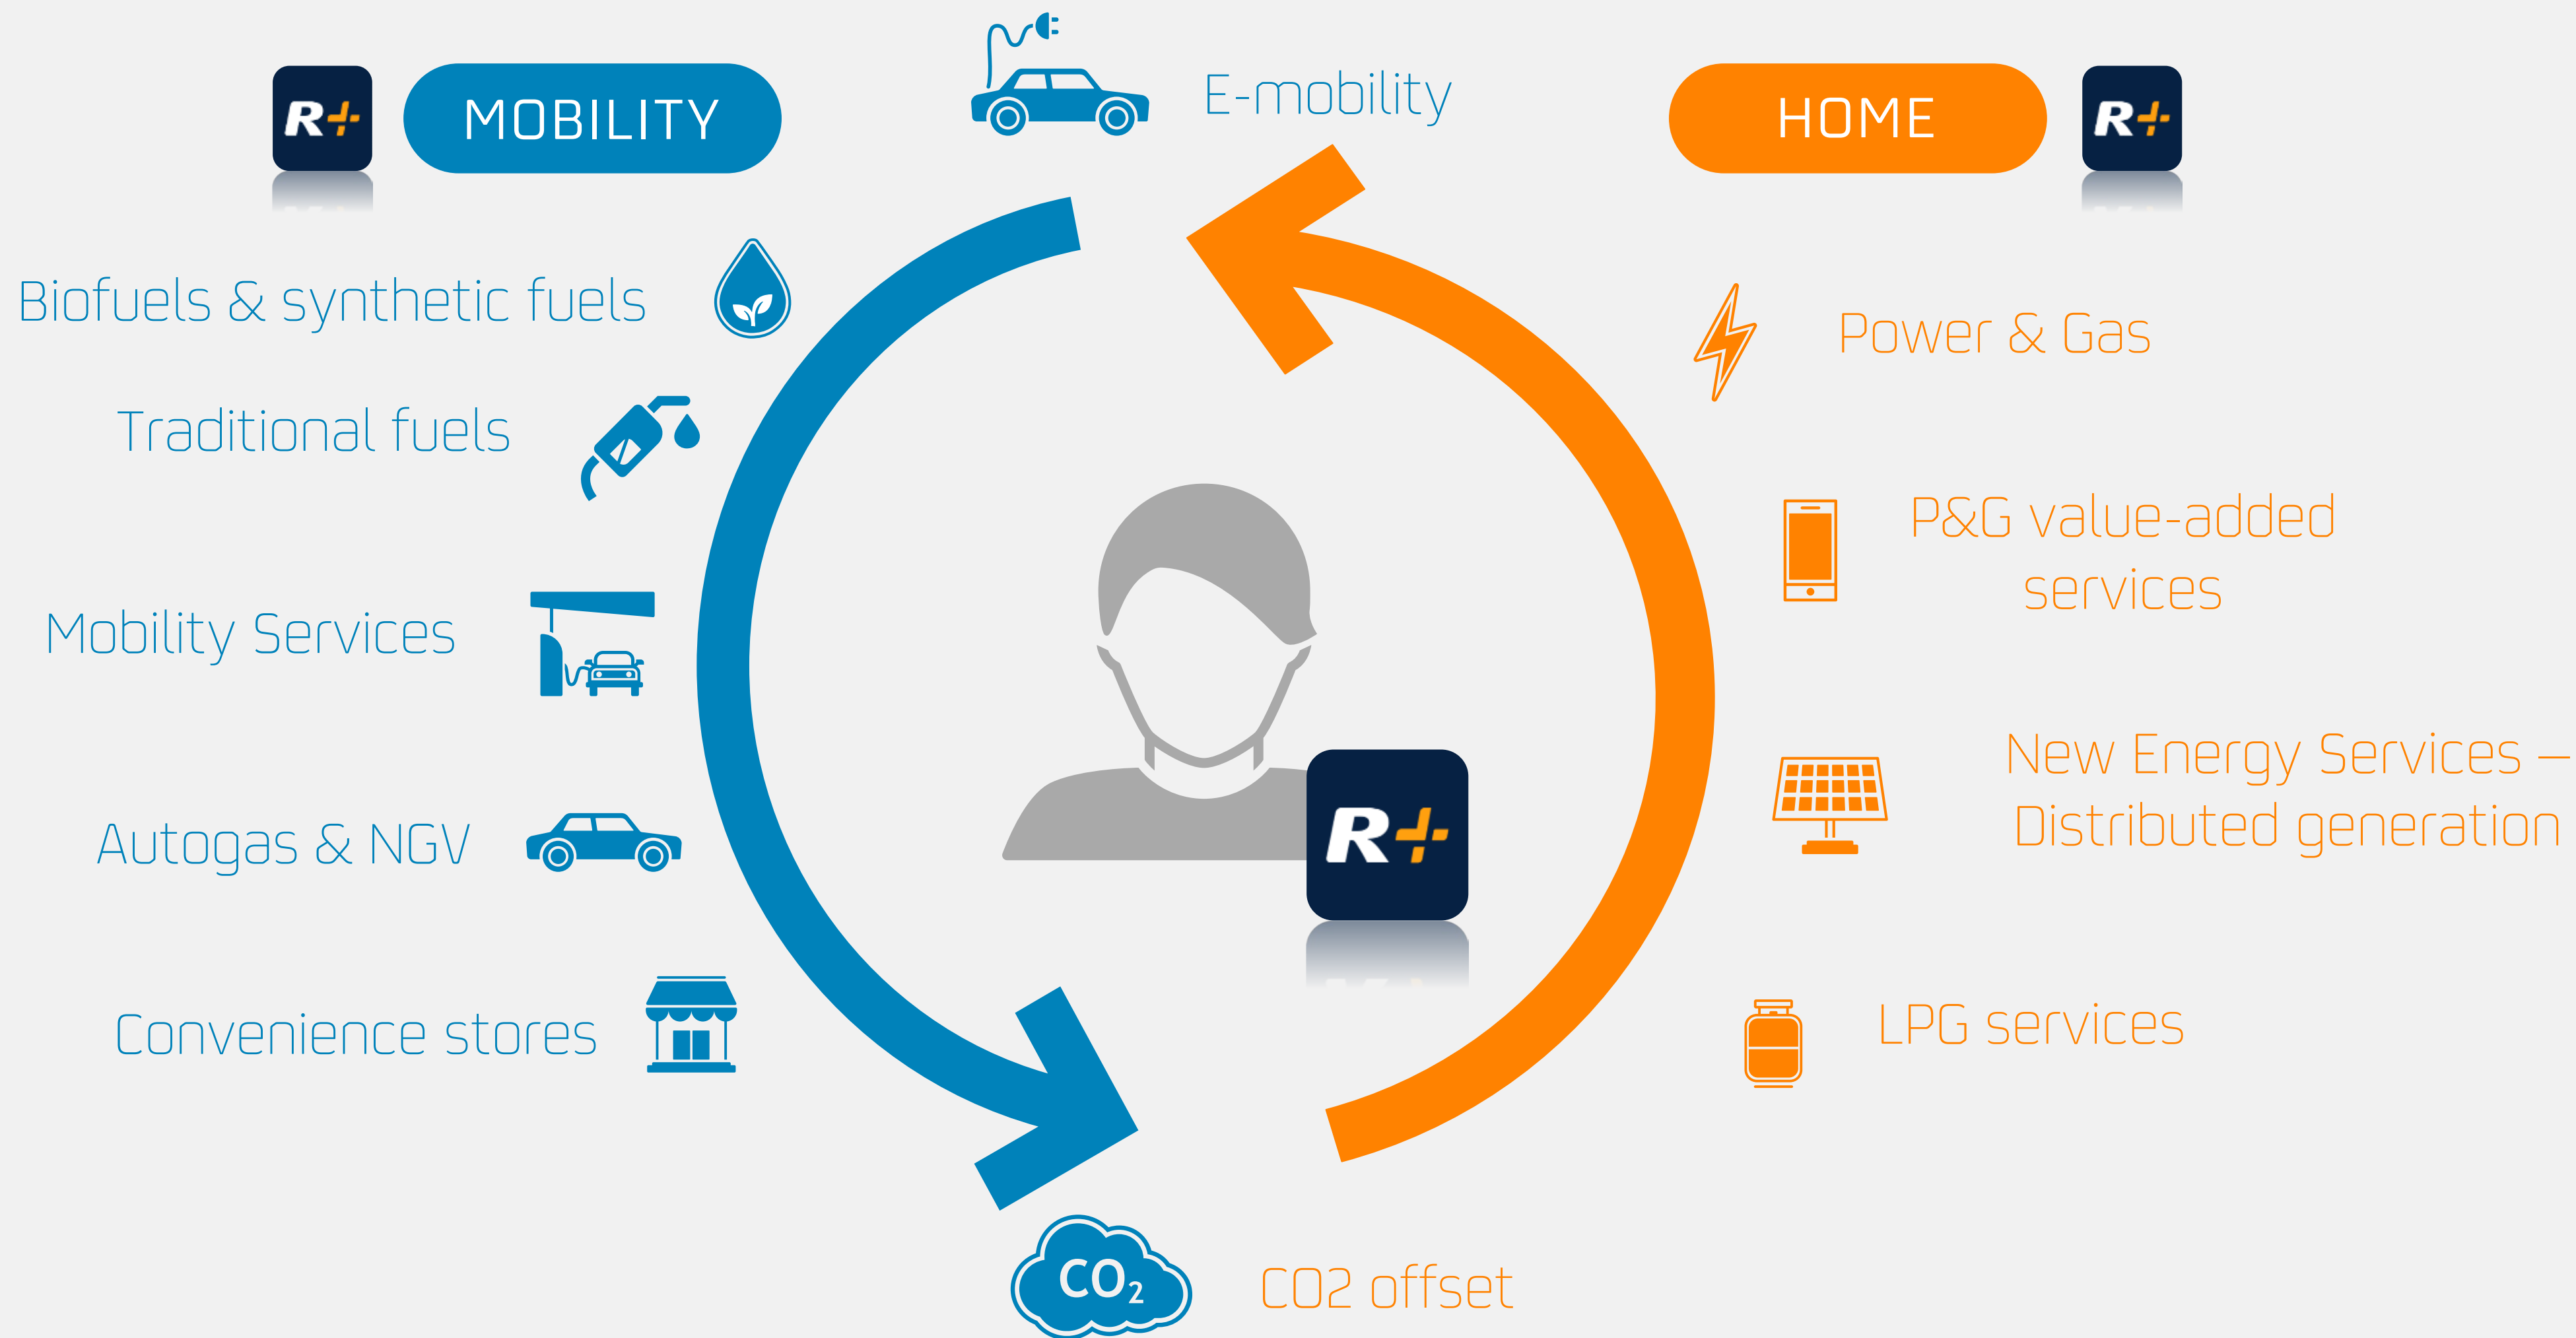 R+
MOBILITY
E-mobility
HOME
R+
Biofuels & synthetic fuels
Traditional fuels
Mobility Services
Autogas & NGV
Convenience stores
Power & Gas
P&G value-added
services
New Energy Services –
Distributed generation
LPG services
R+
CO₂
CO2 offset